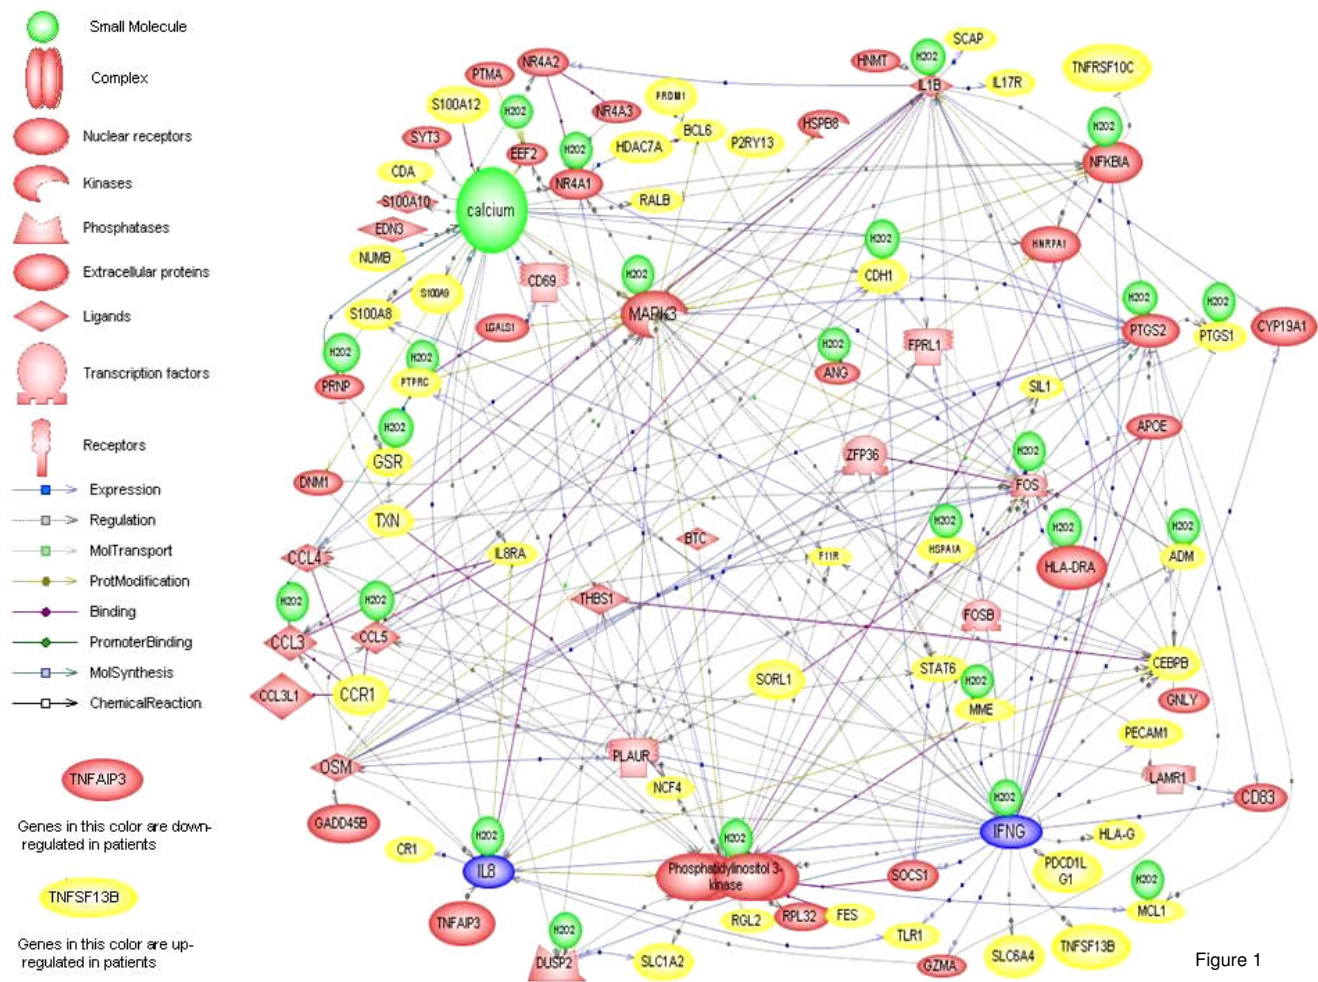 Small Molecule
Complex
Nuclear receptors
Kinases
Phosphatases
Extracellular proteins
Ligands
Transcription factors
Receptors
Expression
Regulation
MolTransport
ProtModification
Binding
PromoterBinding
MolSynthesis
ChemicalReaction
TNFAIP3
Genes in this color are down-
regulated in patients
TNFSF13B
Genes in this color are up-
regulated in patients
SCAP
HNMT
H2O2
IL1B
IL17R
TNFRSF10C
NR4A2
PTMA
S100A12
H2O2
NR4A3
PRDM1
BCL6
P2RY13
HSPB8
H2O2
NFKBIA
SYT3
EEF2
H2O2
HDAC7A
NR4A1
CDA
S100A10
RALB
calcium
EDN3
NUMB
H2O2
HNRPA1
CDH1
S100A9
S100A8
CD69
H2O2
MAPK3
LGALS1
H2O2
PTGS2
H2O2
PTGS1
CYP19A1
H2O2
PRNP
H2O2
PTPRC
H2O2
ANG
FPRL1
SIL1
H2O2
GSR
APOE
DNM1
ZFP36
H2O2
FOS
TXN
H2O2
HSPA1A
H2O2
HLA-DRA
H2O2
ADM
CCL4
IL8RA
BTC
F11R
H2O2
CCL3
H2O2
CCL5
THBS1
FOSB
CCL3L1
CCR1
SORL1
STAT6
H2O2
MME
CEBPB
GNLY
PECAM1
OSM
PLAUR
NCF4
LAMR1
CD83
GADD45B
H2O2
IFNG
HLA-G
CR1
H2O2
IL8
H2O2
Phosphatidylinositol 3-
kinase
SOCS1
PDCD1L
G1
H2O2
MCL1
TNFAIP3
RGL2
RPL32
FES
TLR1
H2O2
DUSP2
SLC1A2
GZMA
SLC6A4
TNFSF13B
Figure 1